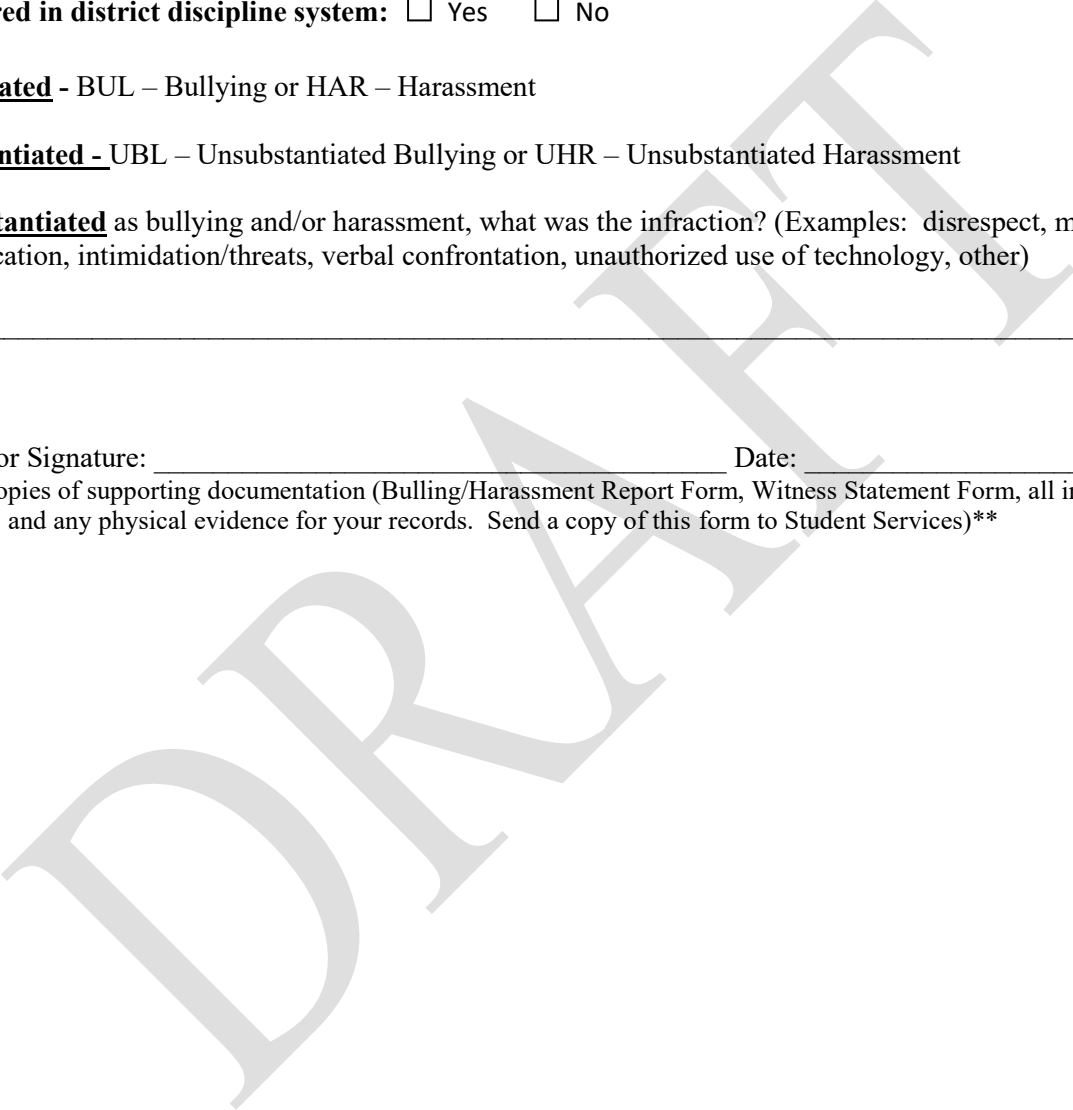 red in district discipline system: ☐ Yes ☐ No
ated - BUL – Bullying or HAR – Harassment
ntiated - UBL – Unsubstantiated Bullying or UHR – Unsubstantiated Harassment
tantiated as bullying and/or harassment, what was the infraction? (Examples: disrespect, m
cation, intimidation/threats, verbal confrontation, unauthorized use of technology, other)
or Signature: ________________________________________ Date: ___________________
opies of supporting documentation (Bulling/Harassment Report Form, Witness Statement Form, all in
and any physical evidence for your records. Send a copy of this form to Student Services)**
DRAFT